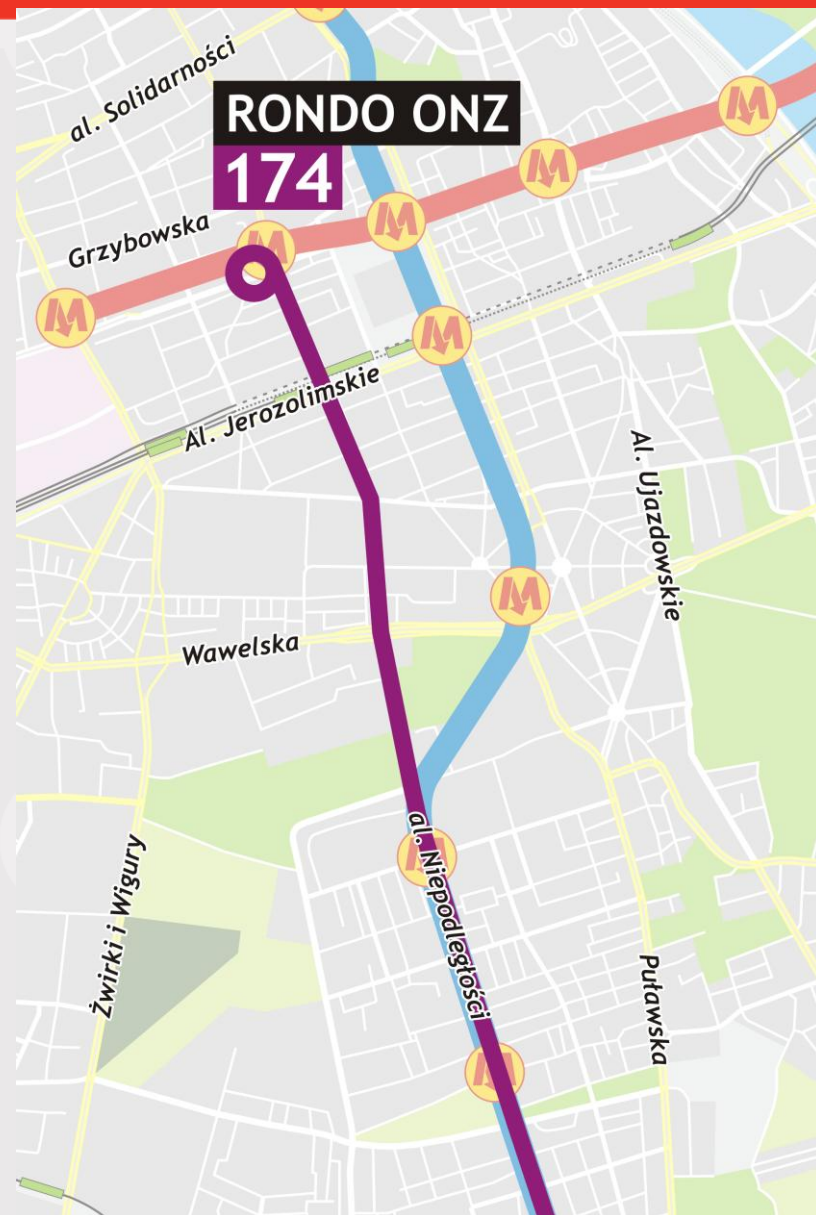 al. Solidarności
RONDO ONZ
174
Grzybowska
Al. Jerozolimskie
Al. Ujazdowskie
Wawelska
al. Niepodległości
Żwirki i Wigury
Puławska
M
M
M
M
M
M
M
M
M